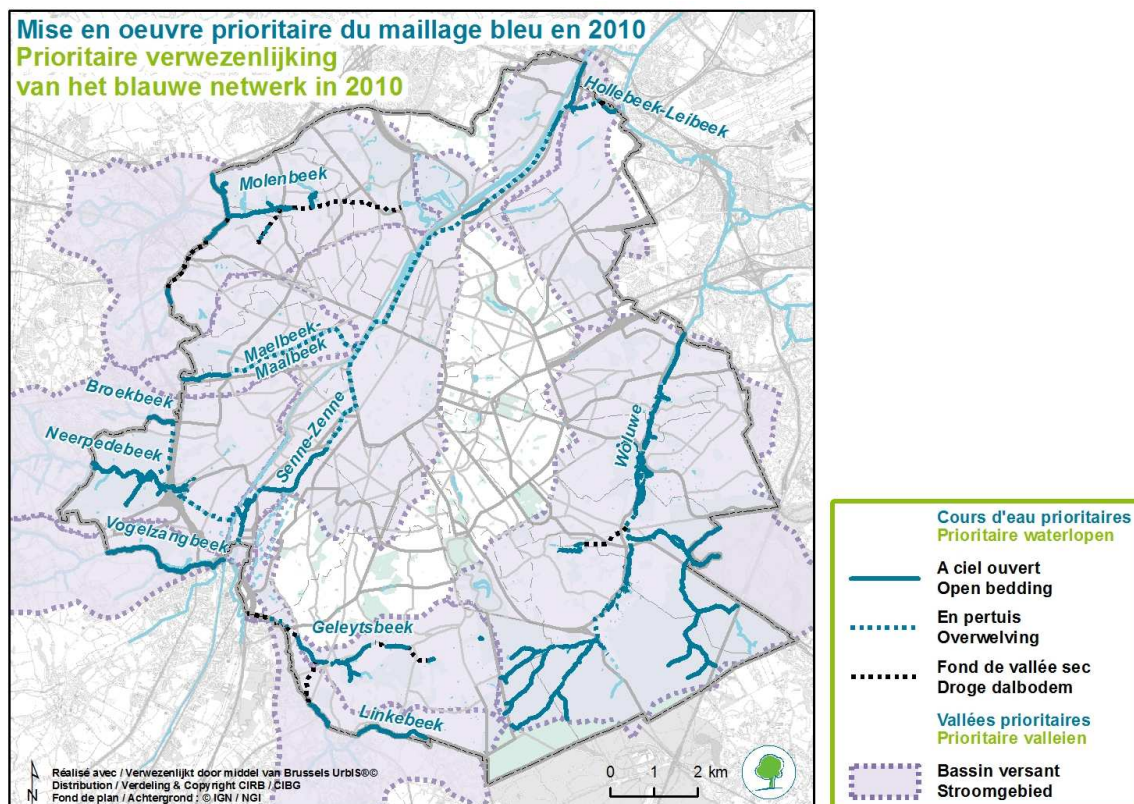 Mise en oeuvre prioritaire du maillage bleu en 2010
Prioritaire verwezenlijking
van het blauwe netwerk in 2010
Hollebeek-Leibeek
Molenbeek
Maelbeek-
Maalbeek
Broekbeek
Neerpedebeek
Senne-Zenne
Woluwe
Vogelzangbeek
Geleytsbeek
Linkebeek
N
Réalisé avec / Verwezenlijkt door middel van Brussels UrbIS®©
Distribution / Verdeling & Copyright CIRB / CIBG
Fond de plan / Achtergrond : © IGN / NGI
0 1 2 km
Cours d'eau prioritaires
Prioritaire waterlopen
A ciel ouvert
Open bedding
En pertuis
Overwelving
Fond de vallée sec
Droge dalbodem
Vallées prioritaires
Prioritaire valleien
Bassin versant
Stroomgebied